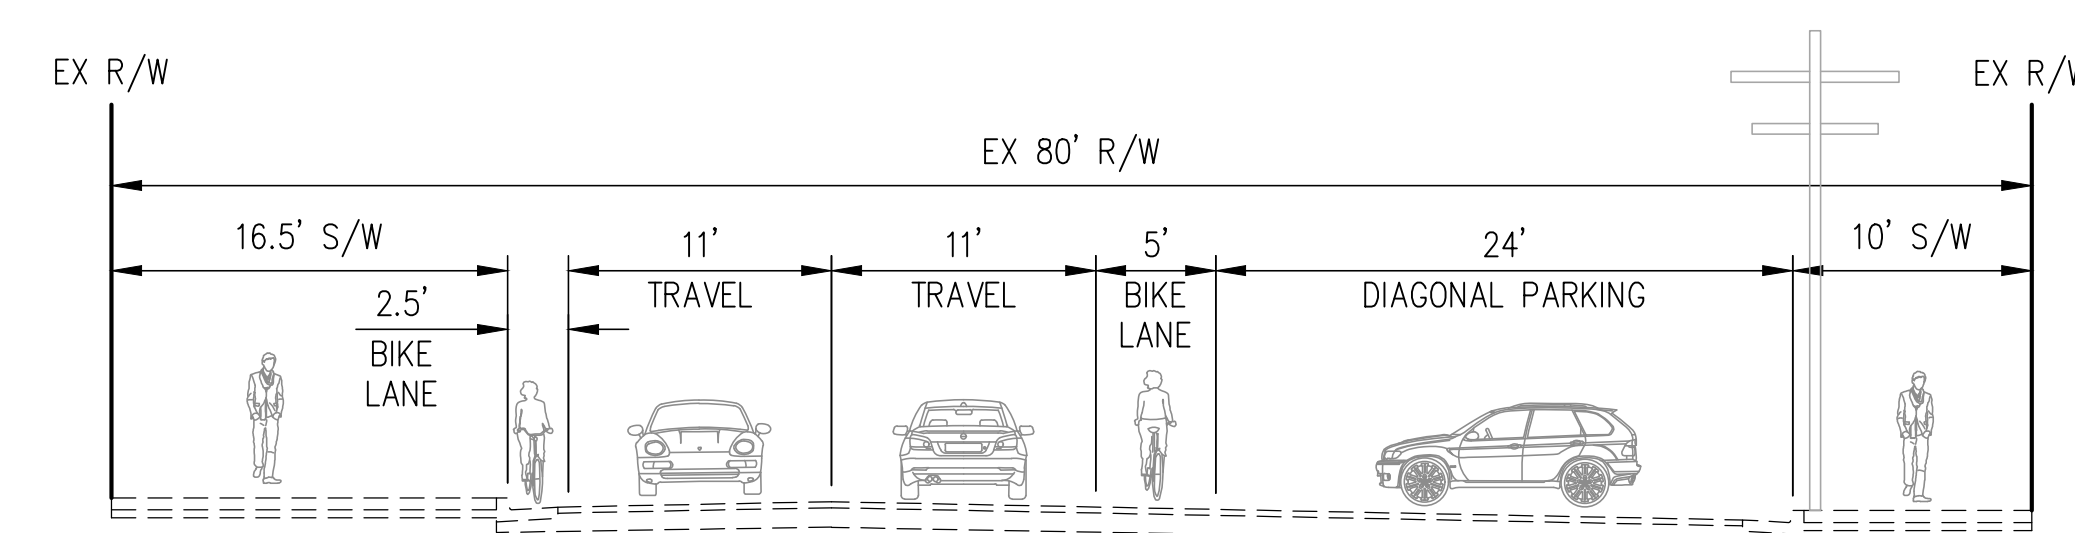 EX R/W
EX R/W
EX 80' R/W
16.5' S/W
11'
11'
5'
24'
10' S/W
2.5'
BIKE
LANE
TRAVEL
TRAVEL
BIKE
LANE
DIAGONAL PARKING